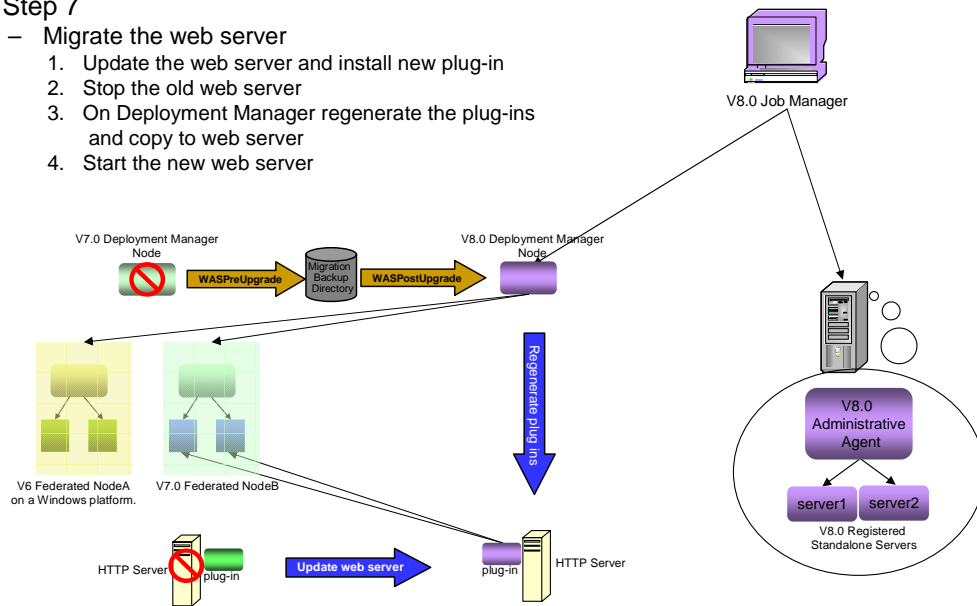 Step 7
– Migrate the web server
1. Update the web server and install new plug-in
2. Stop the old web server
3. On Deployment Manager regenerate the plug-ins
and copy to web server
4. Start the new web server
V8.0 Job Manager
V7.0 Deployment Manager
Node
WASPreUpgrade
Migration
Backup
Directory
WASPostUpgrade
V8.0 Deployment Manager
Node
Regenerate plug ins
V8.0
Administrative
Agent
server1
server2
V8.0 Registered
Standalone Servers
V6 Federated NodeA
on a Windows platform.
V7.0 Federated NodeB
HTTP Server
plug-in
Update web server
plug-in
HTTP Server